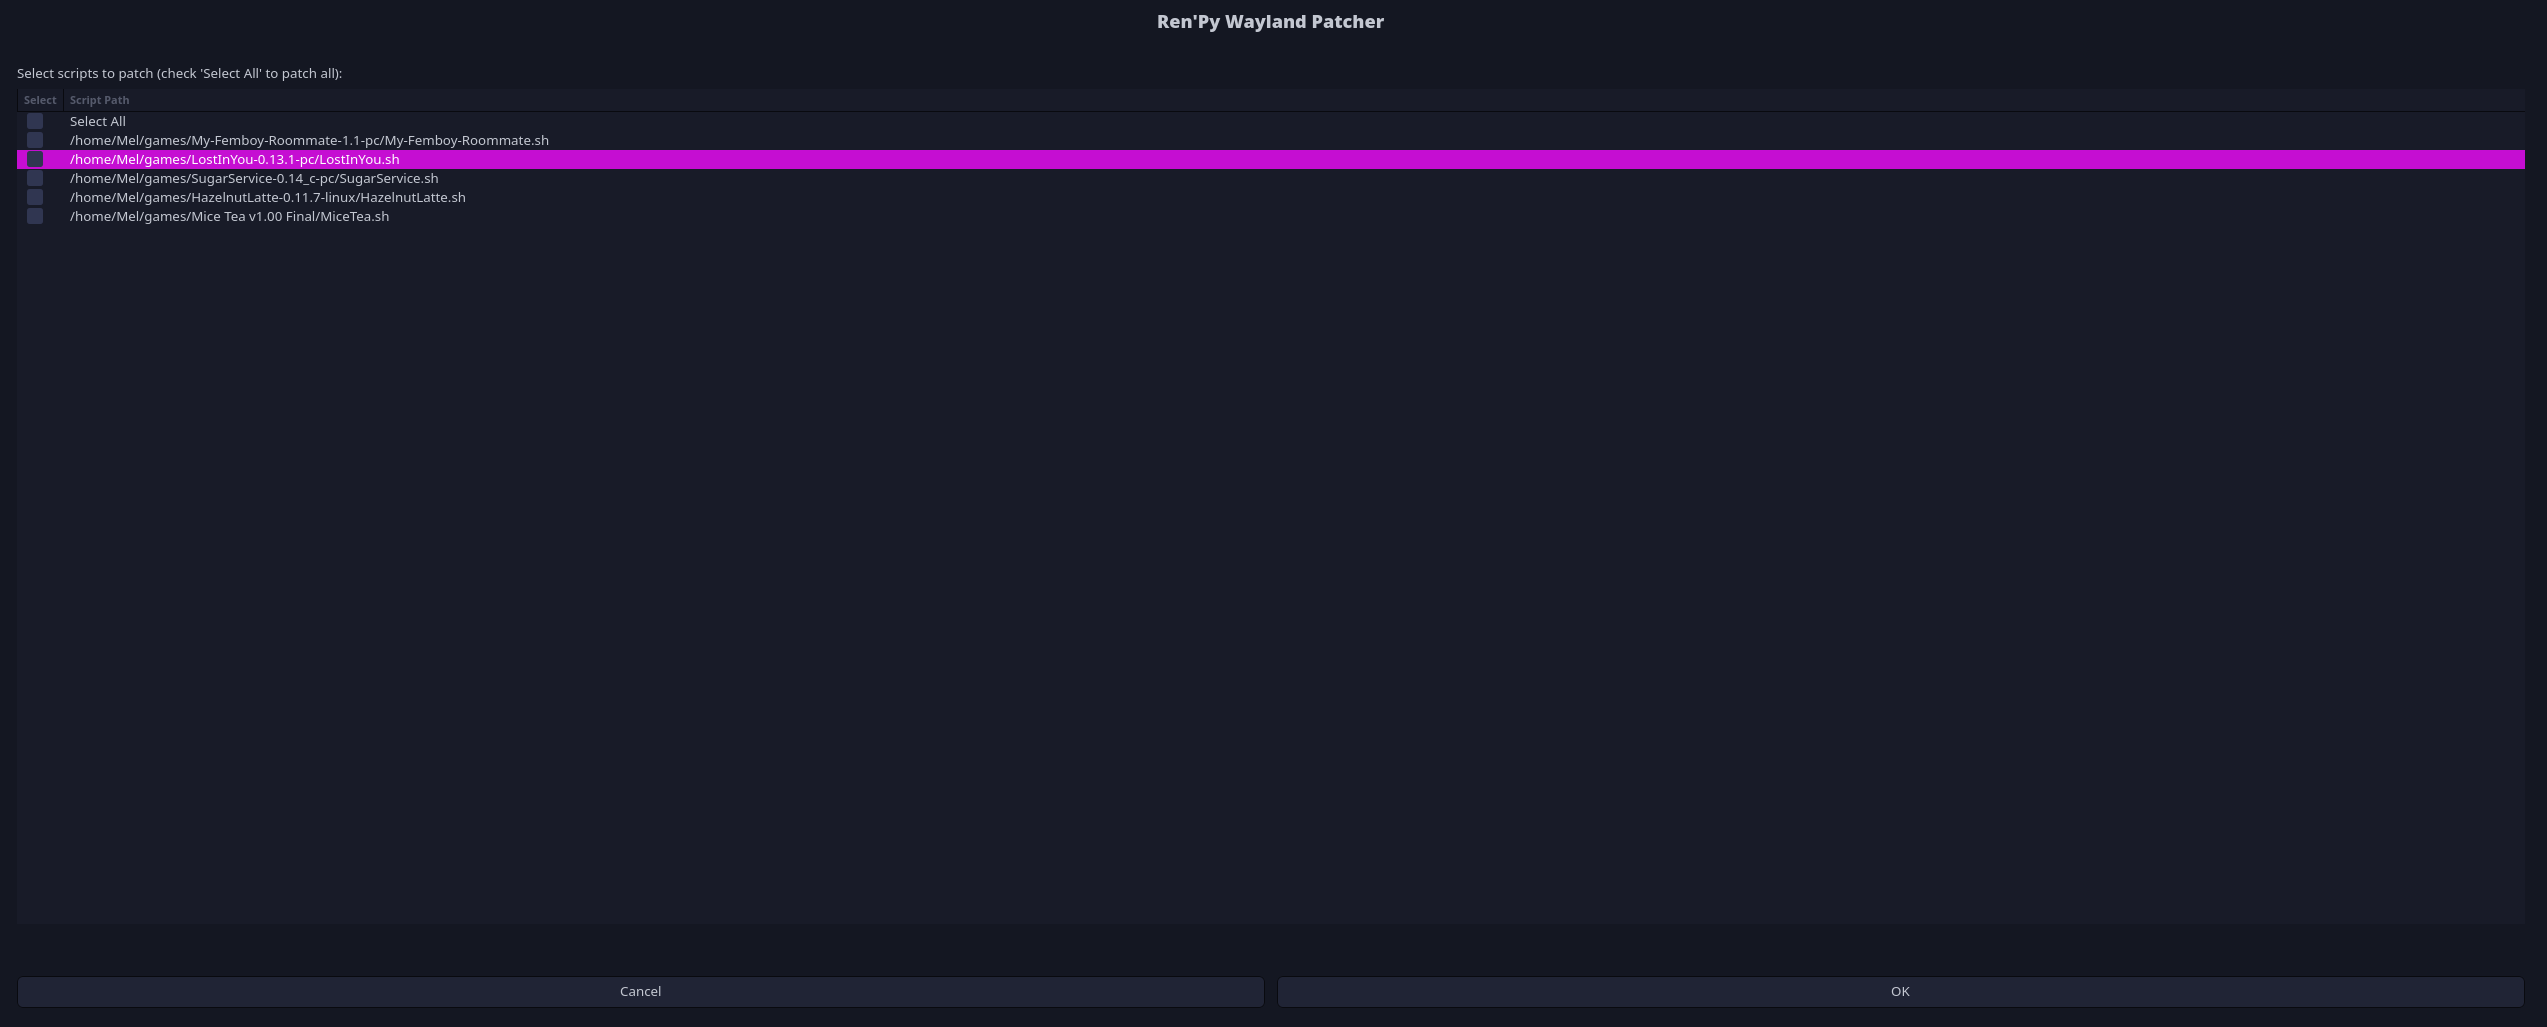 Ren'Py Wayland Patcher
Select scripts to patch (check 'Select All' to patch all):
Select Script Path
Select All
/home/Mel/games/My-Femboy-Roommate-1.1-pc/My-Femboy-Roommate.sh
/home/Mel/games/LostInYou-0.13.1-pc/LostInYou.sh
/home/Mel/games/SugarService-0.14_c-pc/SugarService.sh
/home/Mel/games/HazelnutLatte-0.11.7-linux/HazelnutLatte.sh
/home/Mel/games/Mice Tea v1.00 Final/MiceTea.sh
Cancel OK